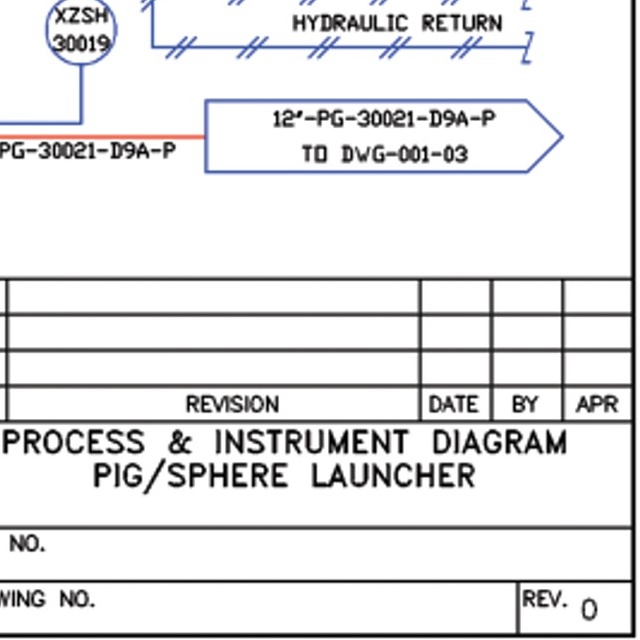 XZSH
30019
HYDRAULIC RETURN
12"-PG-30021-D9A-P
TO DWG-001-03
PG-30021-D9A-P
REVISION DATE BY APR
PROCESS & INSTRUMENT DIAGRAM
PIG/SPHERE LAUNCHER
NO.
WING NO.
REV. 0